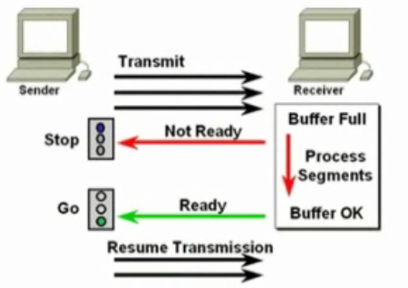 Transmit
Sender
Receiver
Buffer Full
Not Ready
Stop
Process
Segments
Go
Ready
Buffer OK
Resume Transmission